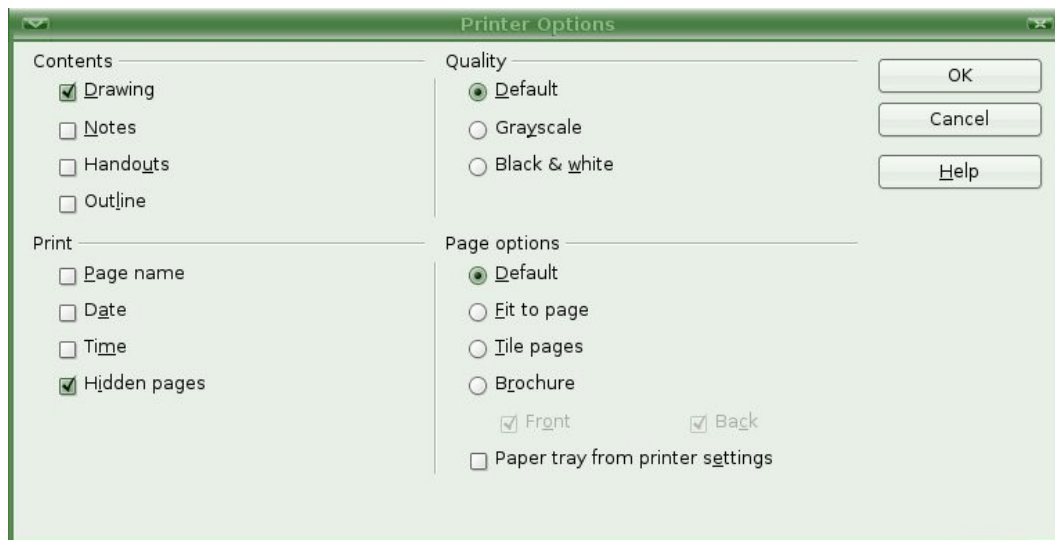 Printer Options
Contents
Drawing
Notes
Handouts
Outline
Quality
Default
Grayscale
Black & white
OK
Cancel
Help
Print
Page name
Date
Time
Hidden pages
Page options
Default
Fit to page
Tile pages
Brochure
Front Back
Paper tray from printer settings